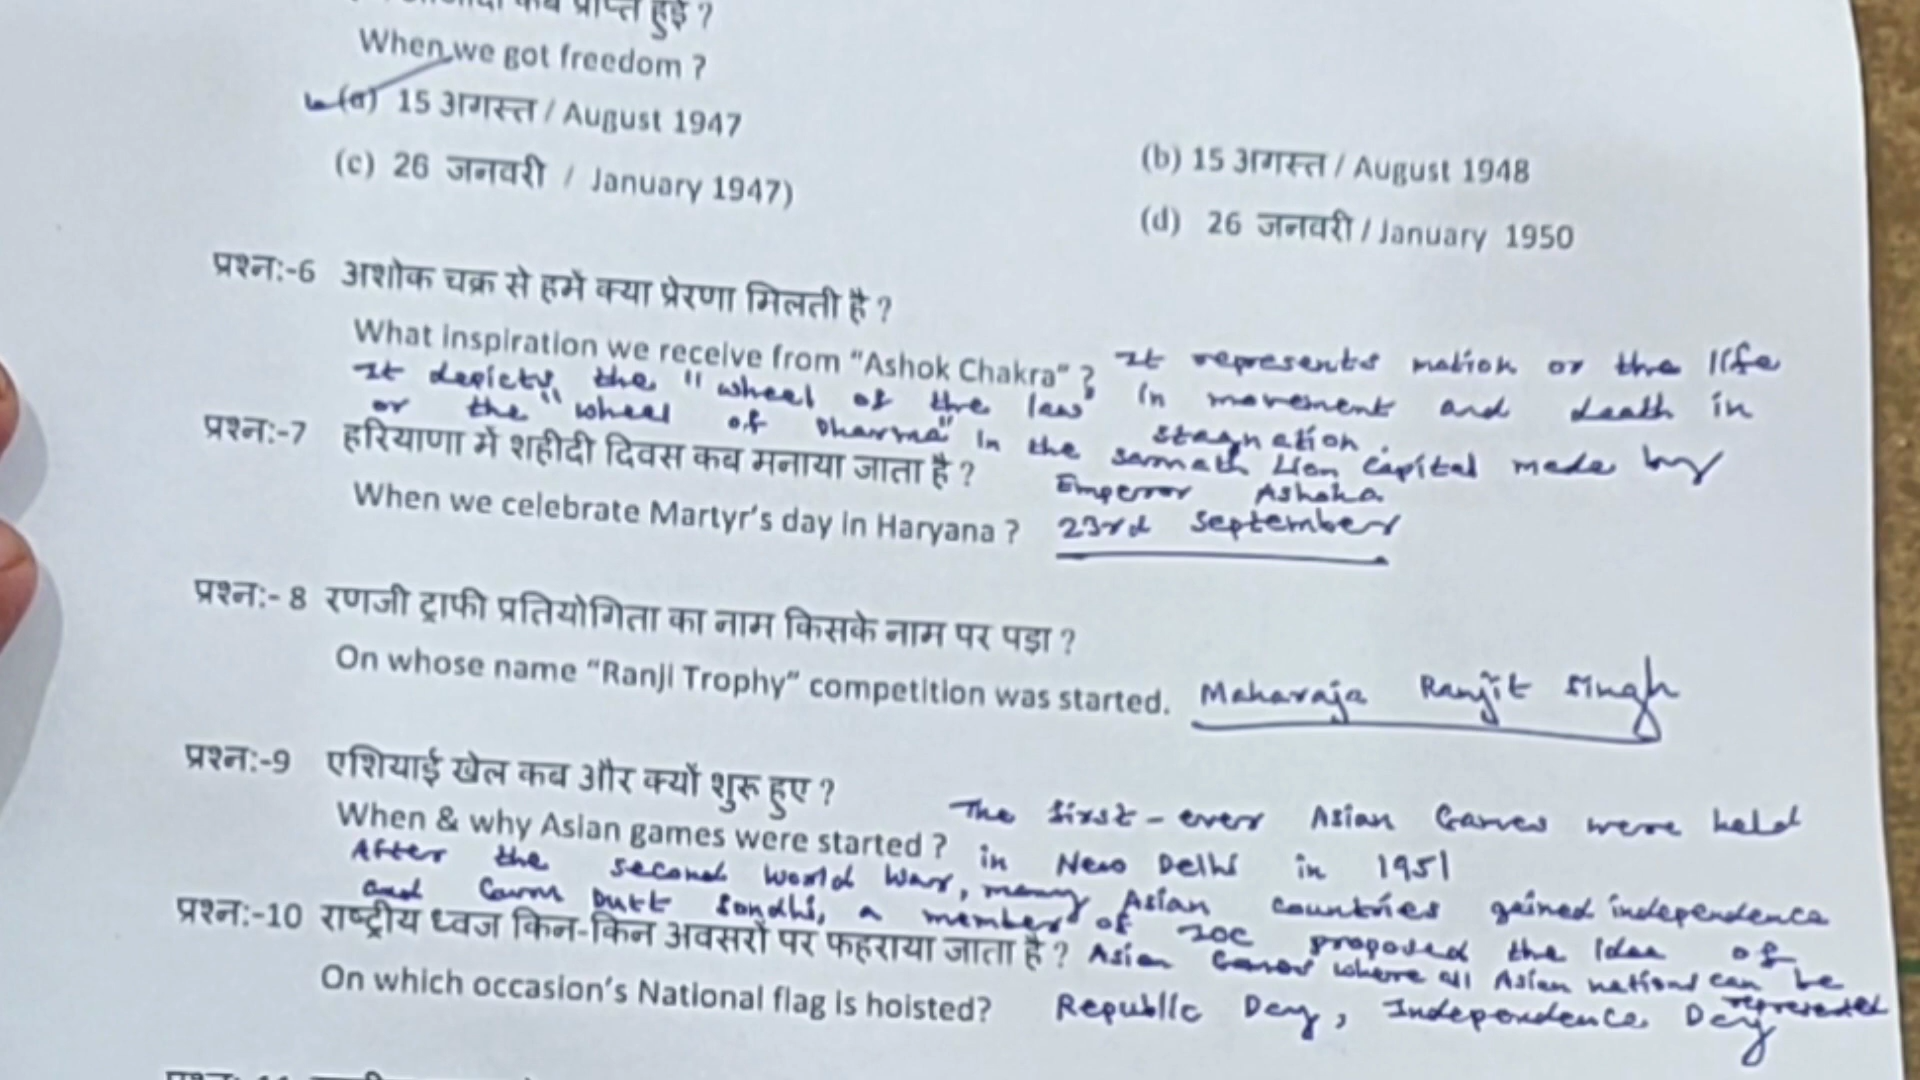 प्राप्त हुई ?
When we got freedom ?
(a) 15 अगस्त / August 1947
(b) 15 अगस्त / August 1948
(c) 26 जनवरी / January 1947)
(d) 26 जनवरी / January 1950
प्रश्न:-6 अशोक चक्र से हमें क्या प्रेरणा मिलती है ?
What inspiration we receive from "Ashok Chakra" ? It represents motion or the life
in movement and death in
stagnation.
It depicts the "wheel of the law"
or the "wheel of Dharma" in the sarnath Lion Capital made by
Emperor Ashoka
प्रश्न:-7 हरियाणा में शहीदी दिवस कब मनाया जाता है ?
When we celebrate Martyr's day in Haryana ? 23rd September
प्रश्न:- 8 रणजी ट्राफी प्रतियोगिता का नाम किसके नाम पर पड़ा ?
On whose name "Ranji Trophy" competition was started. Maharaja Ranjit Singh
प्रश्न:-9 एशियाई खेल कब और क्यों शुरू हुए ?
When & why Asian games were started ? The first-ever Asian Games were held
in New Delhi in 1951
After the second World War, many Asian countries gained independence
and Dutt Sondhi, a member of IOC proposed the Idea of
Asian Games where all Asian nations can be
represented
प्रश्न:-10 राष्ट्रीय ध्वज किन-किन अवसरों पर फहराया जाता है ?
On which occasion's National flag is hoisted? Republic Day, Independence Day